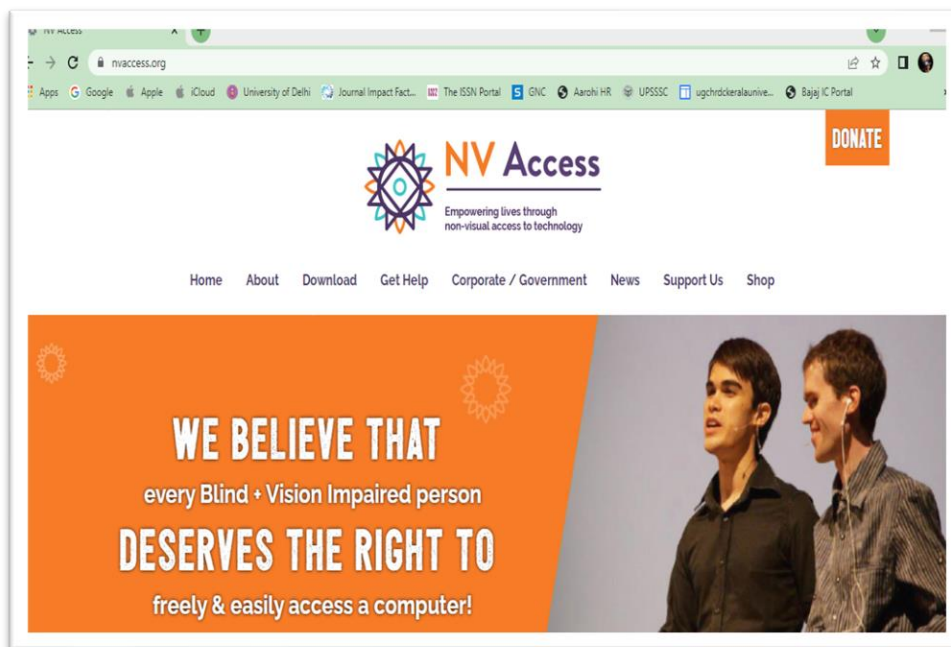 NV Access
nvaccess.org
Apps Google Apple iCloud University of Delhi Journal Impact Fact... The ISSN Portal GNC Aarohi HR UPSSSC ugchrdckeralaunive... Bajaj IC Portal
DONATE
NV Access
Empowering lives through
non-visual access to technology
Home About Download Get Help Corporate / Government News Support Us Shop
WE BELIEVE THAT
every Blind + Vision Impaired person
DESERVES THE RIGHT TO
freely & easily access a computer!